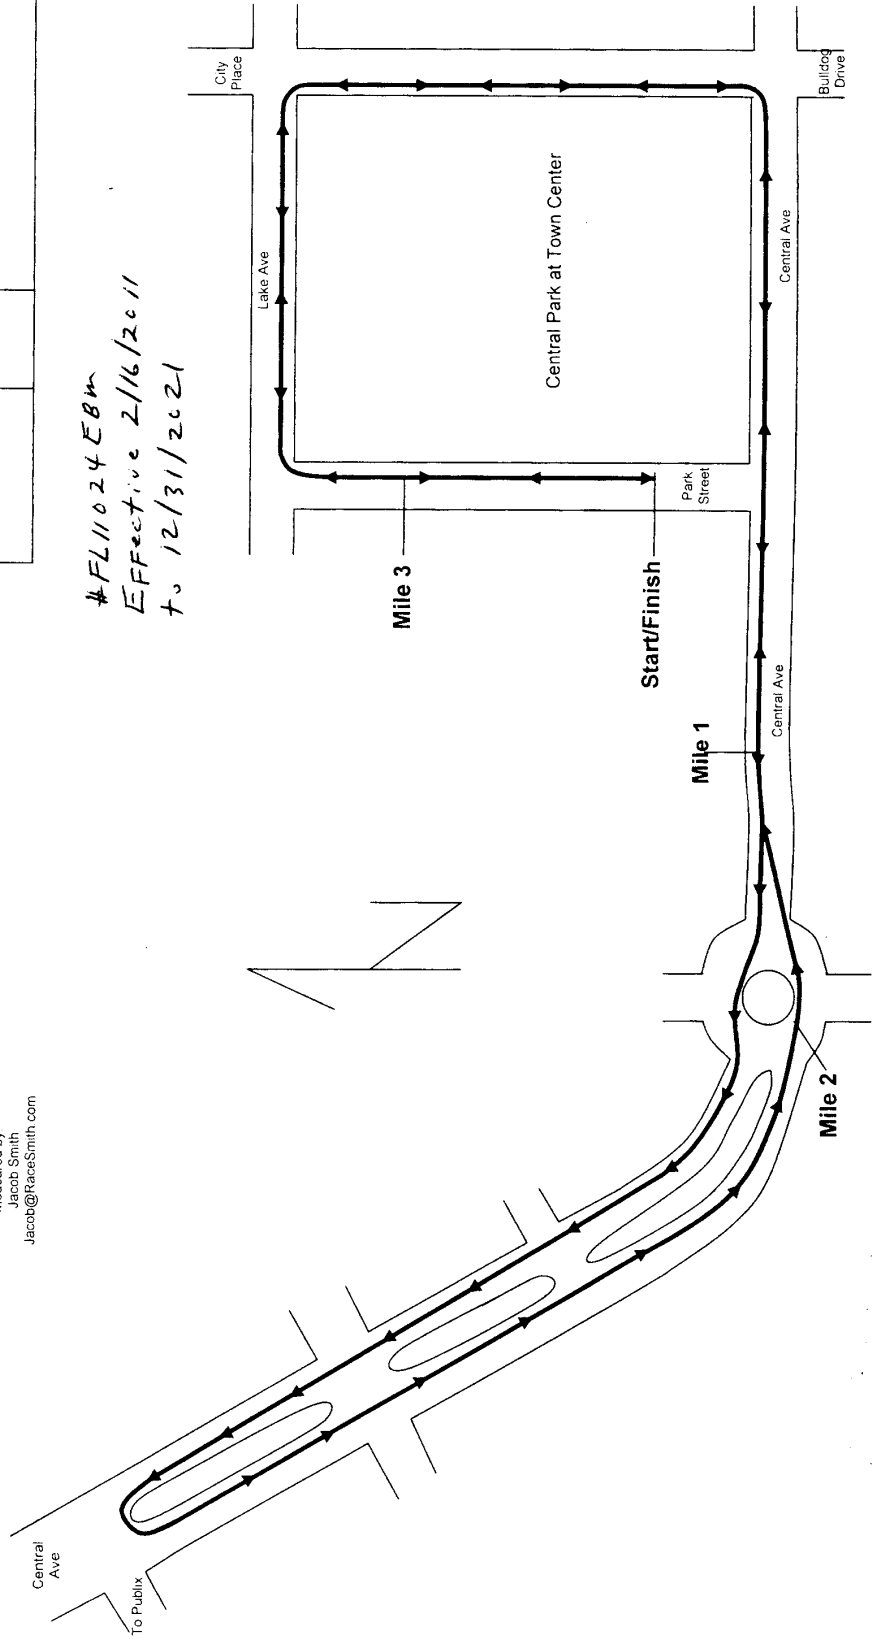 Jacob Smith
Jacob@RaceSmith.com
#FL11024EBM
Effective 2/16/2011
to 12/31/2021
City
Place
Lake Ave
Central Park at Town Center
Bulldog
Drive
Central Ave
Park
Street
Mile 3
Start/Finish
Mile 1
Central Ave
N
Mile 2
Central
Ave
To Publix